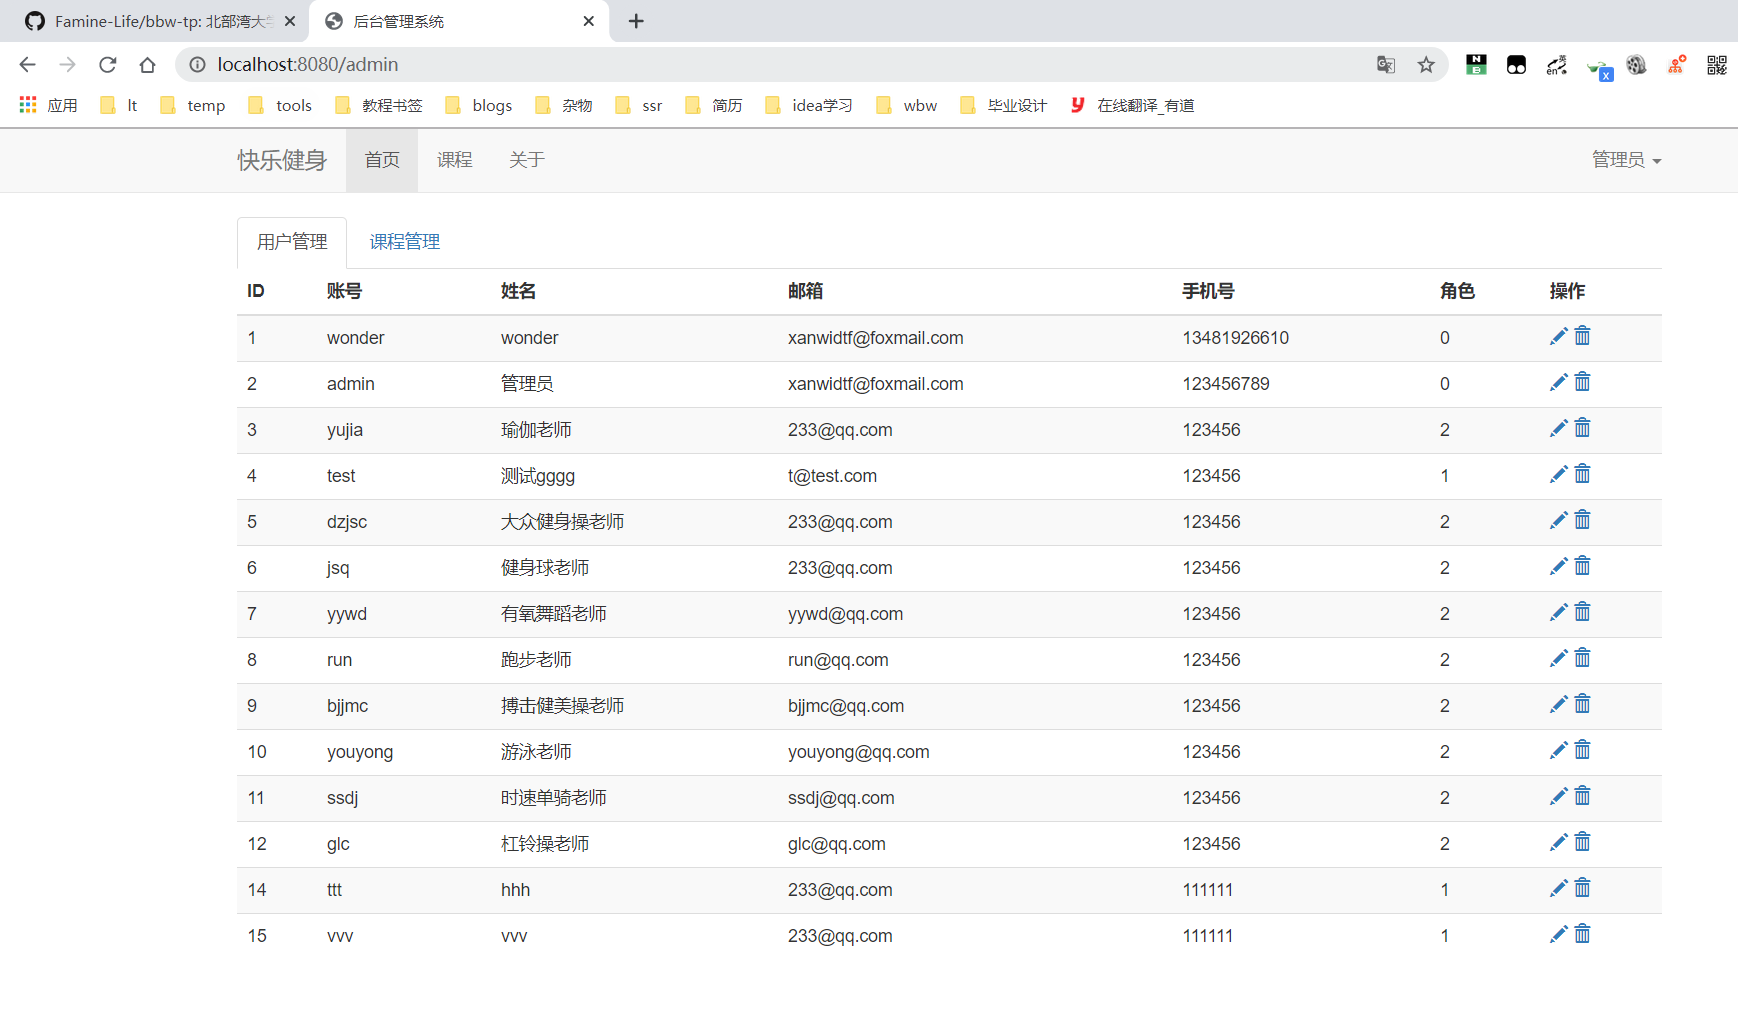 Famine-Life/bbw-tp: 北部湾大
后台管理系统
localhost:8080/admin
应用 lt temp tools 教程书签 blogs 杂物 ssr 简历 idea学习 wbw 毕业设计 在线翻译_有道
快乐健身 首页 课程 关于 管理员
用户管理 课程管理
ID 账号 姓名 邮箱 手机号 角色 操作
1 wonder wonder xanwidtf@foxmail.com 13481926610 0
2 admin 管理员 xanwidtf@foxmail.com 123456789 0
3 yujia 瑜伽老师 233@qq.com 123456 2
4 test 测试gggg t@test.com 123456 1
5 dzjsc 大众健身操老师 233@qq.com 123456 2
6 jsq 健身球老师 233@qq.com 123456 2
7 yywd 有氧舞蹈老师 yywd@qq.com 123456 2
8 run 跑步老师 run@qq.com 123456 2
9 bjjmc 搏击健美操老师 bjjmc@qq.com 123456 2
10 youyong 游泳老师 youyong@qq.com 123456 2
11 ssdj 时速单骑老师 ssdj@qq.com 123456 2
12 glc 杠铃操老师 glc@qq.com 123456 2
14 ttt hhh 233@qq.com 111111 1
15 vvv vvv 233@qq.com 111111 1